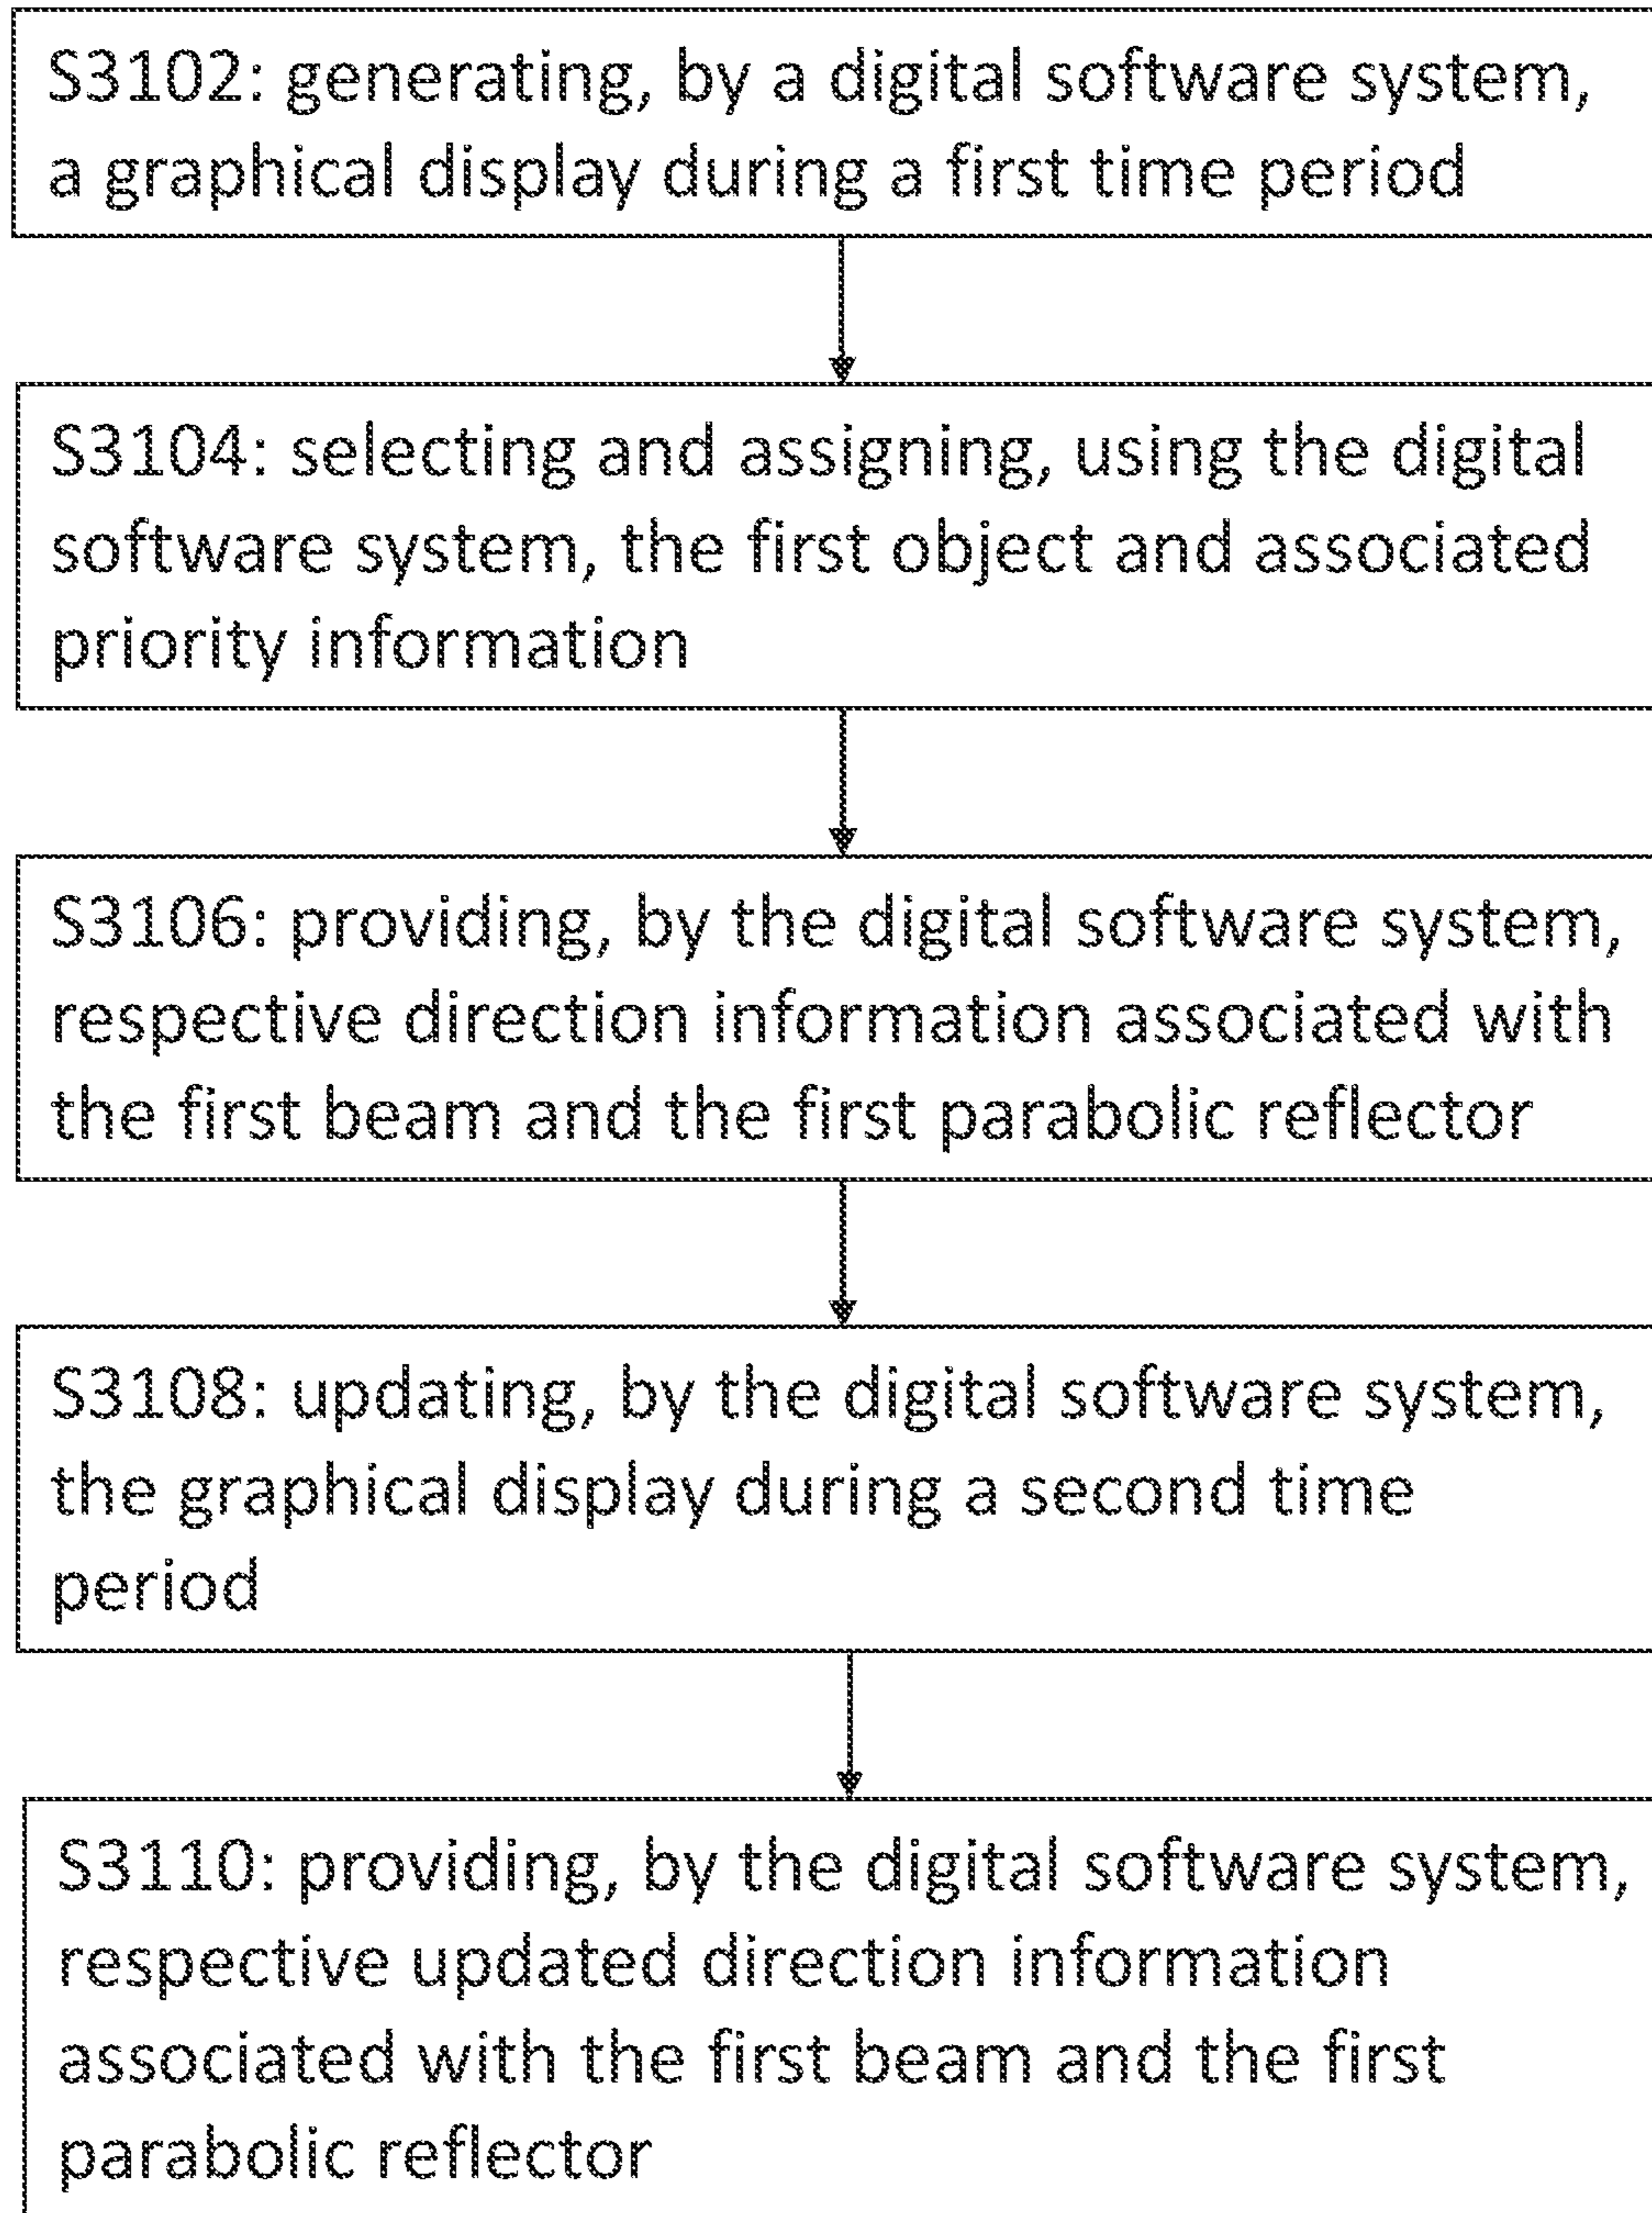 S3102: generating, by a digital software system,
a graphical display during a first time period
S3104: selecting and assigning, using the digital
software system, the first object and associated
priority information
S3106: providing, by the digital software system,
respective direction information associated with
the first beam and the first parabolic reflector
S3108: updating, by the digital software system,
the graphical display during a second time
period
S3110: providing, by the digital software system,
respective updated direction information
associated with the first beam and the first
parabolic reflector